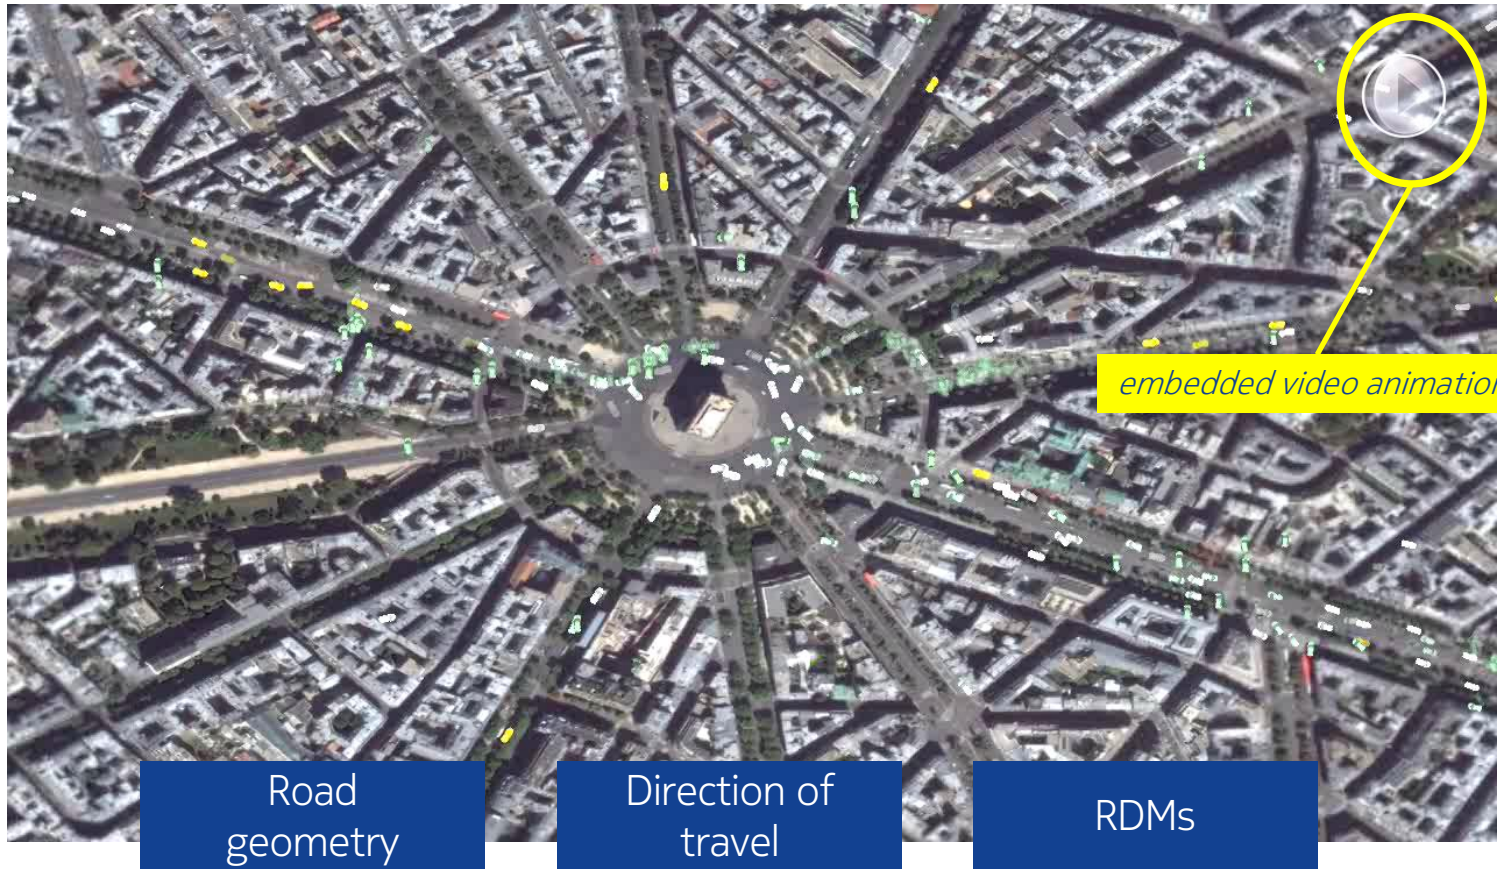 embedded video animation
Road
geometry
Direction of
travel
RDMs